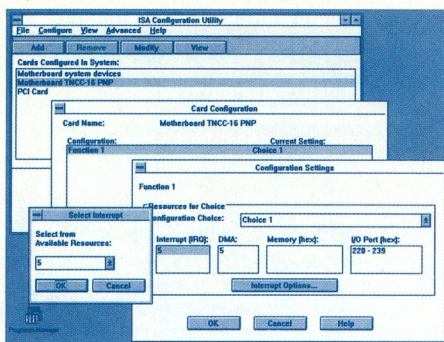 ISA Configuration Utility
File Configure View Advanced Help
Add Remove Modify View
Cards Configured In System:
Motherboard system devices
Motherboard TNCC-16 PNP
PCI Card
Card Configuration
Card Name: Motherboard TNCC-16 PNP
Configuration: Current Setting:
Function 1 Choice 1
Configuration Settings
Function 1
Resources for Choice
Configuration Choice: Choice 1
Interrupt [IRQ]: DMA: Memory [hex]: I/O Port [hex]:
5 5 220 - 239
Interrupt Options...
OK Cancel Help
Select Interrupt
Select from
Available Resources:
5
OK Cancel
Program Manager